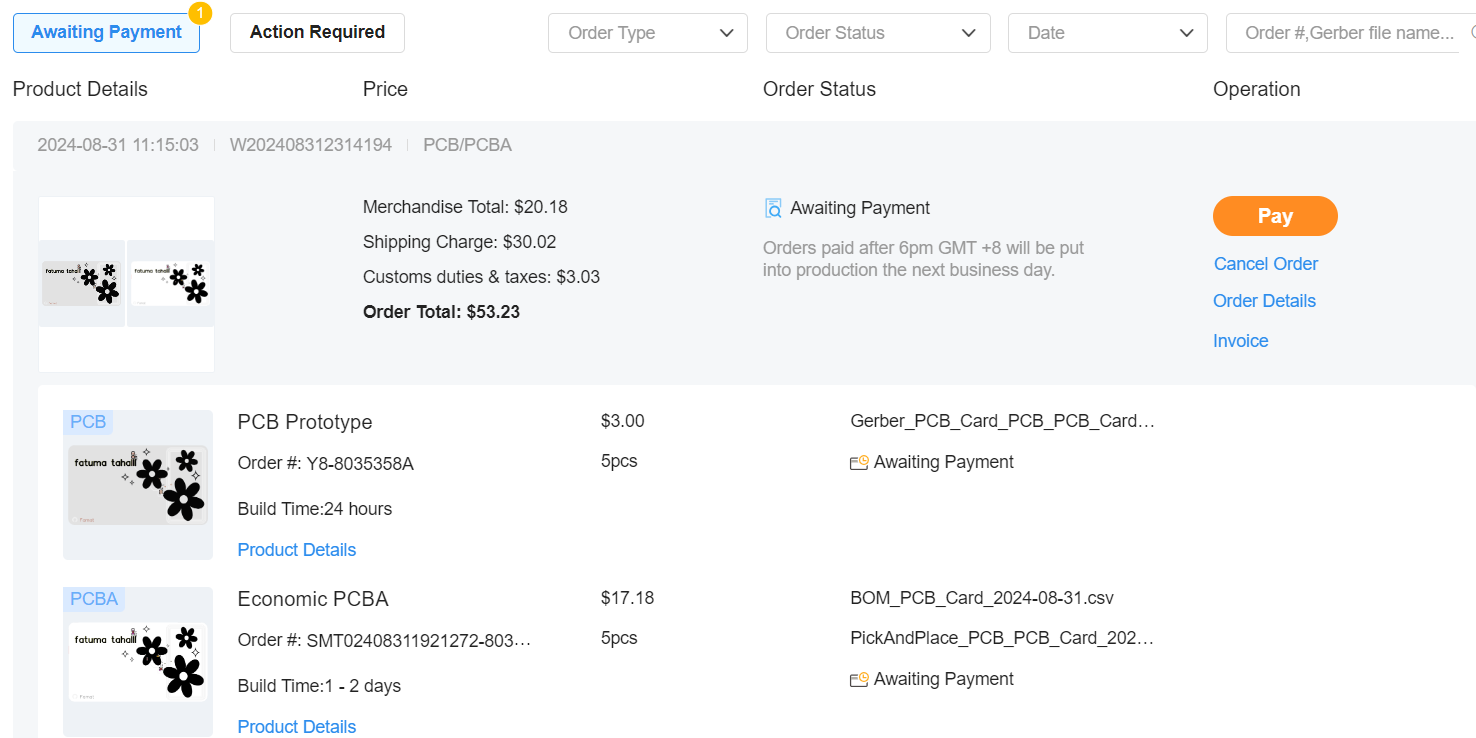 Awaiting Payment
1
Action Required
Order Type
Order Status
Date
Order #,Gerber file name...
Product Details
Price
Order Status
Operation
2024-08-31 11:15:03
W202408312314194
PCB/PCBA
fatuma tahalil
fatuma tahalil
Merchandise Total: $20.18
Shipping Charge: $30.02
Customs duties & taxes: $3.03
Order Total: $53.23
Awaiting Payment
Orders paid after 6pm GMT +8 will be put
into production the next business day.
Pay
Cancel Order
Order Details
Invoice
PCB
fatuma tahalil
PCB Prototype
Order #: Y8-8035358A
Build Time:24 hours
Product Details
$3.00
5pcs
Gerber_PCB_Card_PCB_PCB_Card…
Awaiting Payment
PCBA
fatuma tahalil
Economic PCBA
Order #: SMT02408311921272-803…
Build Time:1 - 2 days
Product Details
$17.18
5pcs
BOM_PCB_Card_2024-08-31.csv
PickAndPlace_PCB_PCB_Card_202…
Awaiting Payment